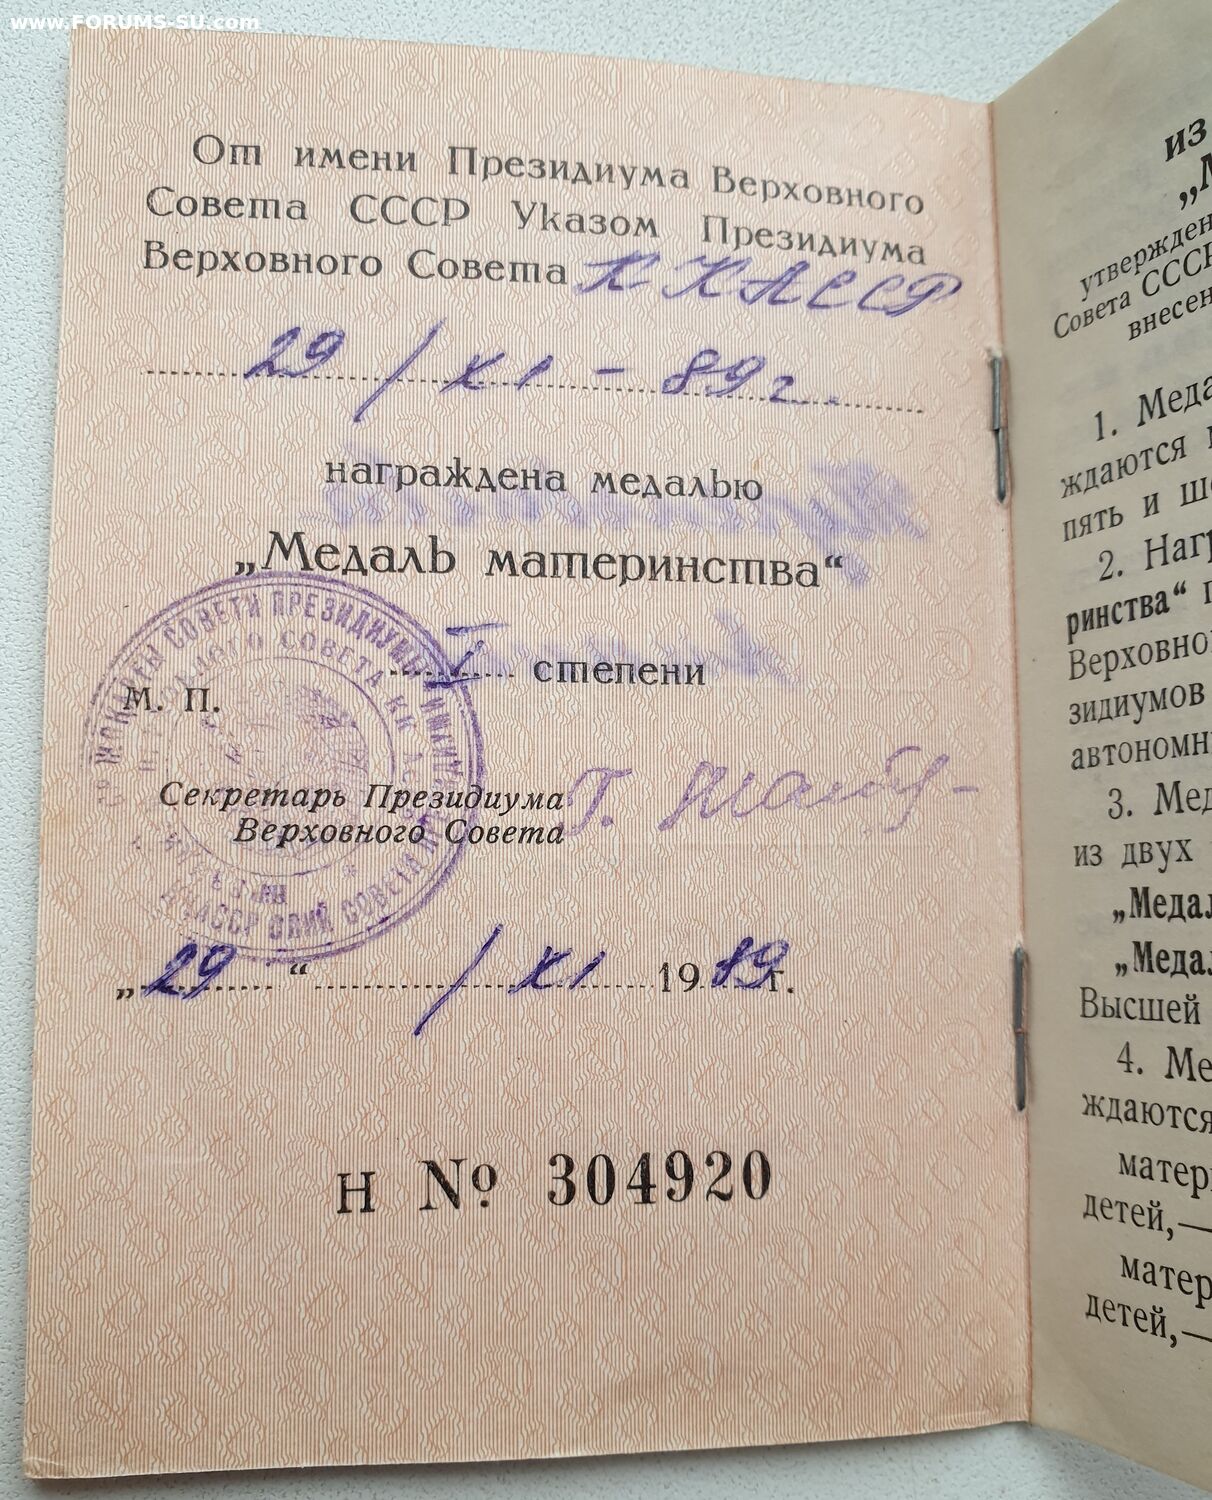 www.FORUMS-SU.com
От имени Президиума Верховного
Совета СССР Указом Президиума
Верховного Совета ККАССР
29/XI-89г.
награждена медалью
„Медаль материнства“
I степени
М. П.
Секретарь Президиума
Верховного Совета
„29“ /XI 1989г.
Н № 304920
из
„М
утвержден
Совета СССР
внесен
1. Меда
ждаются м
пять и ше
2. Нагр
ринства“ п
Верховно
зидиумов
автономн
3. Мед
из двух
„Медал
„Медал
Высшей
4. Ме
ждаются
матер
детей,—
матер
детей,—